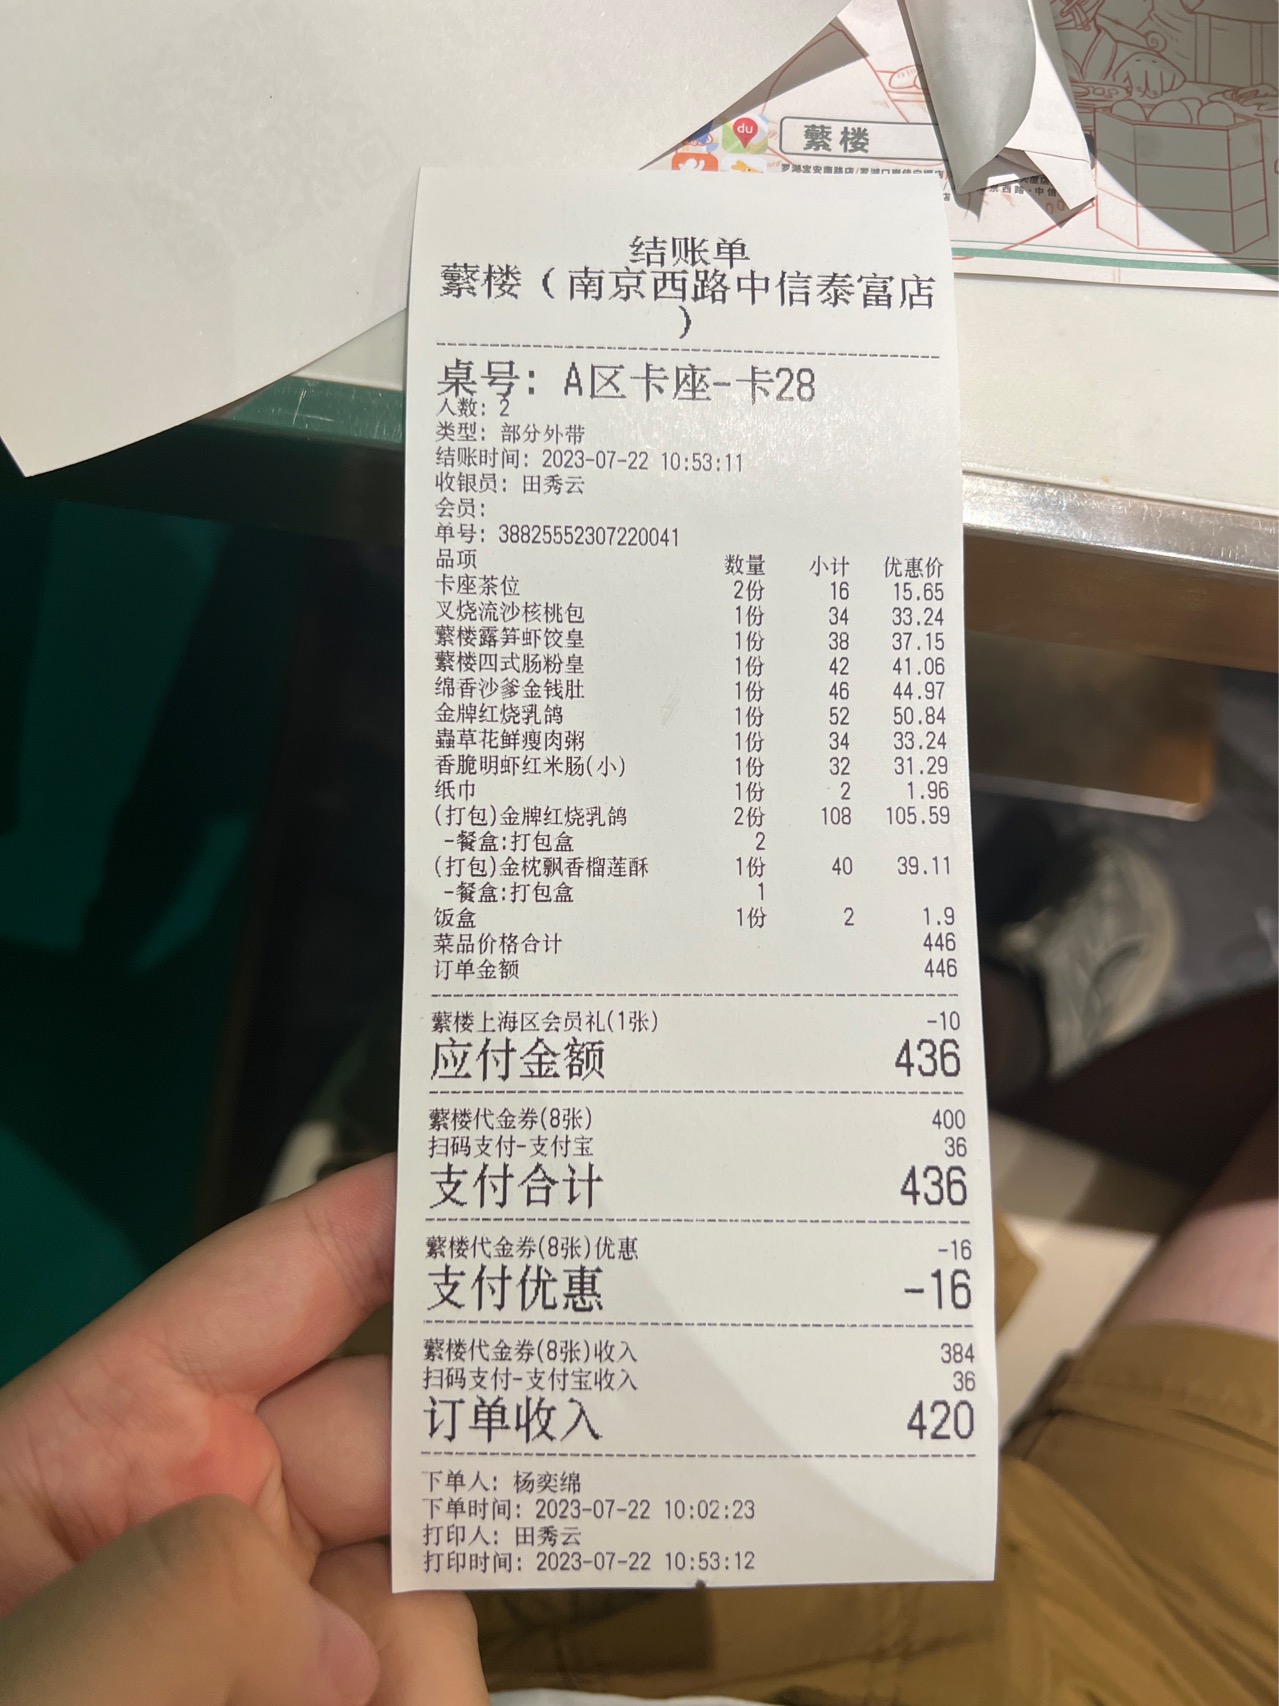 du
蘩楼
结账单
蘩楼（南京西路中信泰富店
）
桌号: A区卡座-卡28
人数: 2
类型: 部分外带
结账时间: 2023-07-22 10:53:11
收银员: 田秀云
会员:
单号: 38825552307220041
品项 数量 小计 优惠价
卡座茶位 2份 16 15.65
叉烧流沙核桃包 1份 34 33.24
蘩楼露笋虾饺皇 1份 38 37.15
蘩楼四式肠粉皇 1份 42 41.06
绵香沙爹金钱肚 1份 46 44.97
金牌红烧乳鸽 1份 52 50.84
蟲草花鲜瘦肉粥 1份 34 33.24
香脆明虾红米肠(小) 1份 32 31.29
纸巾 1份 2 1.96
(打包)金牌红烧乳鸽 2份 108 105.59
-餐盒:打包盒 2
(打包)金枕飘香榴莲酥 1份 40 39.11
-餐盒:打包盒 1
饭盒 1份 2 1.9
菜品价格合计 446
订单金额 446
蘩楼上海区会员礼(1张) -10
应付金额 436
蘩楼代金券(8张) 400
扫码支付-支付宝 36
支付合计 436
蘩楼代金券(8张)优惠 -16
支付优惠 -16
蘩楼代金券(8张)收入 384
扫码支付-支付宝收入 36
订单收入 420
下单人: 杨奕绵
下单时间: 2023-07-22 10:02:23
打印人: 田秀云
打印时间: 2023-07-22 10:53:12